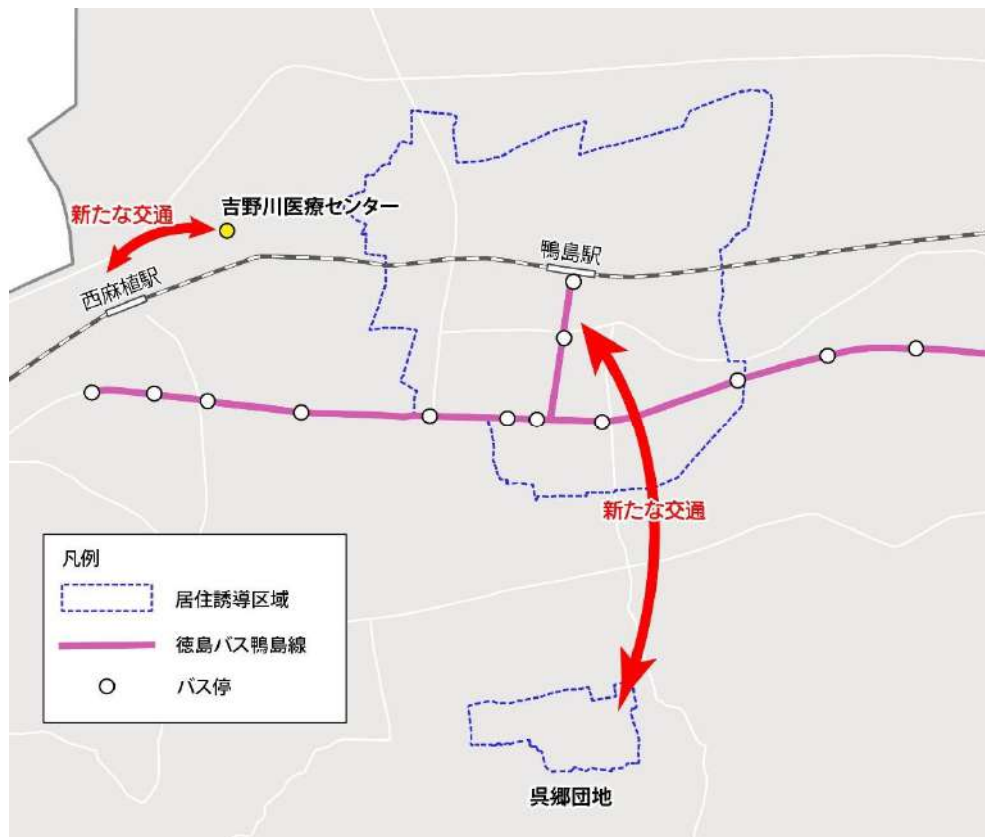 新たな交通
吉野川医療センター
鴨島駅
西麻植駅
新たな交通
凡例
居住誘導区域
徳島バス鴨島線
バス停
呉郷団地